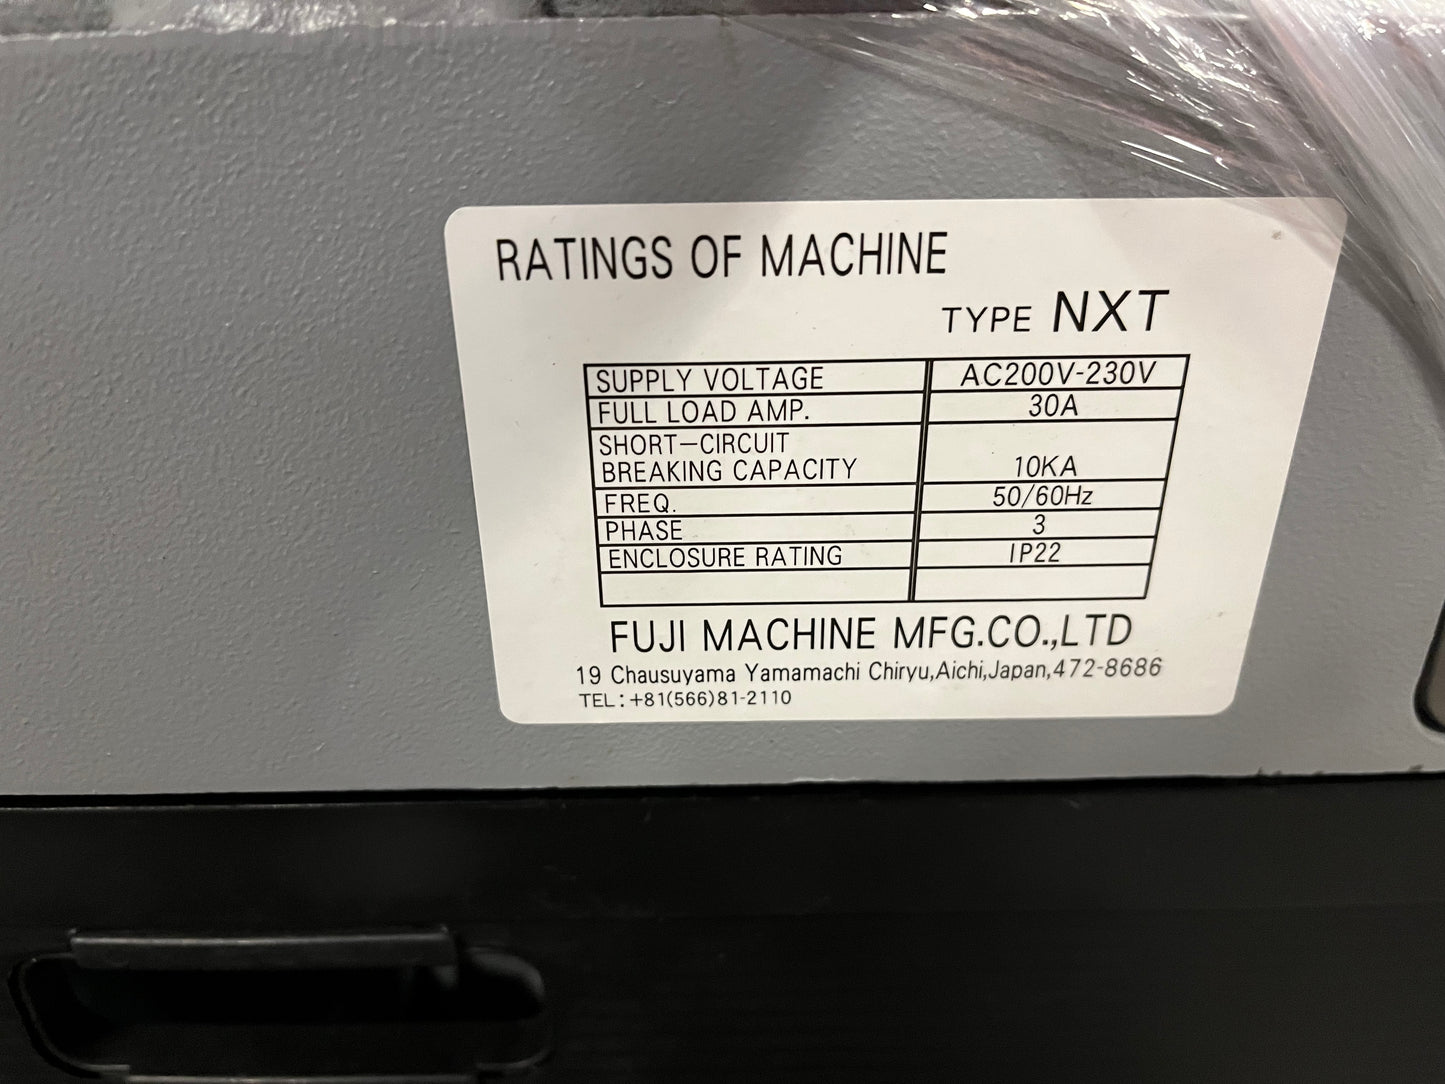 RATINGS OF MACHINE
TYPE NXT
SUPPLY VOLTAGE AC200V-230V
FULL LOAD AMP. 30A
SHORT-CIRCUIT
BREAKING CAPACITY 10KA
FREQ. 50/60Hz
PHASE 3
ENCLOSURE RATING IP22
FUJI MACHINE MFG.CO.,LTD
19 Chausuyama Yamamachi Chiryu,Aichi,Japan,472-8686
TEL:+81(566)81-2110